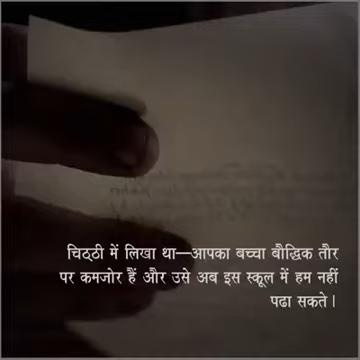 चिठ्ठी में लिखा था—आपका बच्चा बौद्धिक तौर
पर कमजोर हैं और उसे अब इस स्कूल में हम नहीं
पढा सकते।